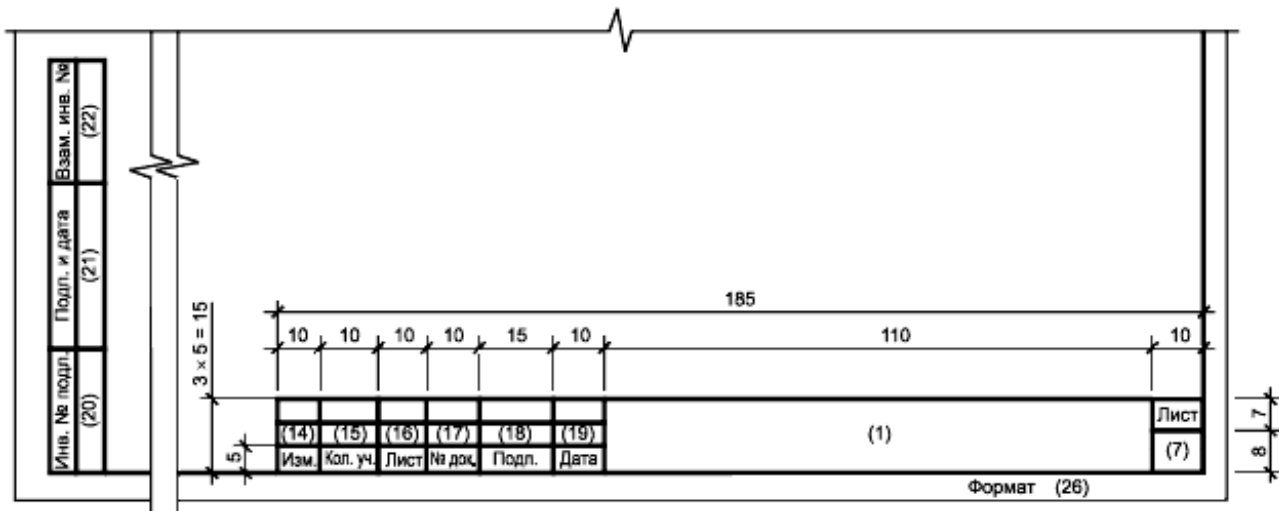 Взам. инв. №
(22)
Подп. и дата
(21)
Инв. № подл.
(20)
185
10 10 10 10 15 10 110 10
3 × 5 = 15
5
(14) (15) (16) (17) (18) (19)
Изм. Кол. уч. Лист № док. Подп. Дата
(1)
Лист
(7)
7
8
Формат (26)